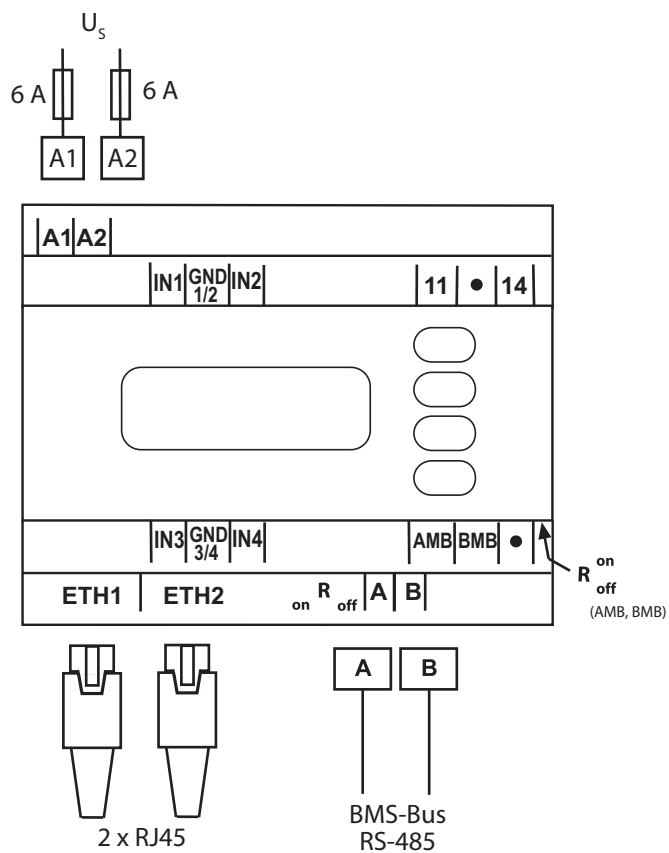 Us
6 A 6 A
A1 A2
A1 A2
IN1 GND 1/2 IN2 11 • 14
IN3 GND 3/4 IN4 AMB BMB •
R on off
(AMB, BMB)
ETH1 ETH2 on R off A B
A B
2 x RJ45
BMS-Bus
RS-485